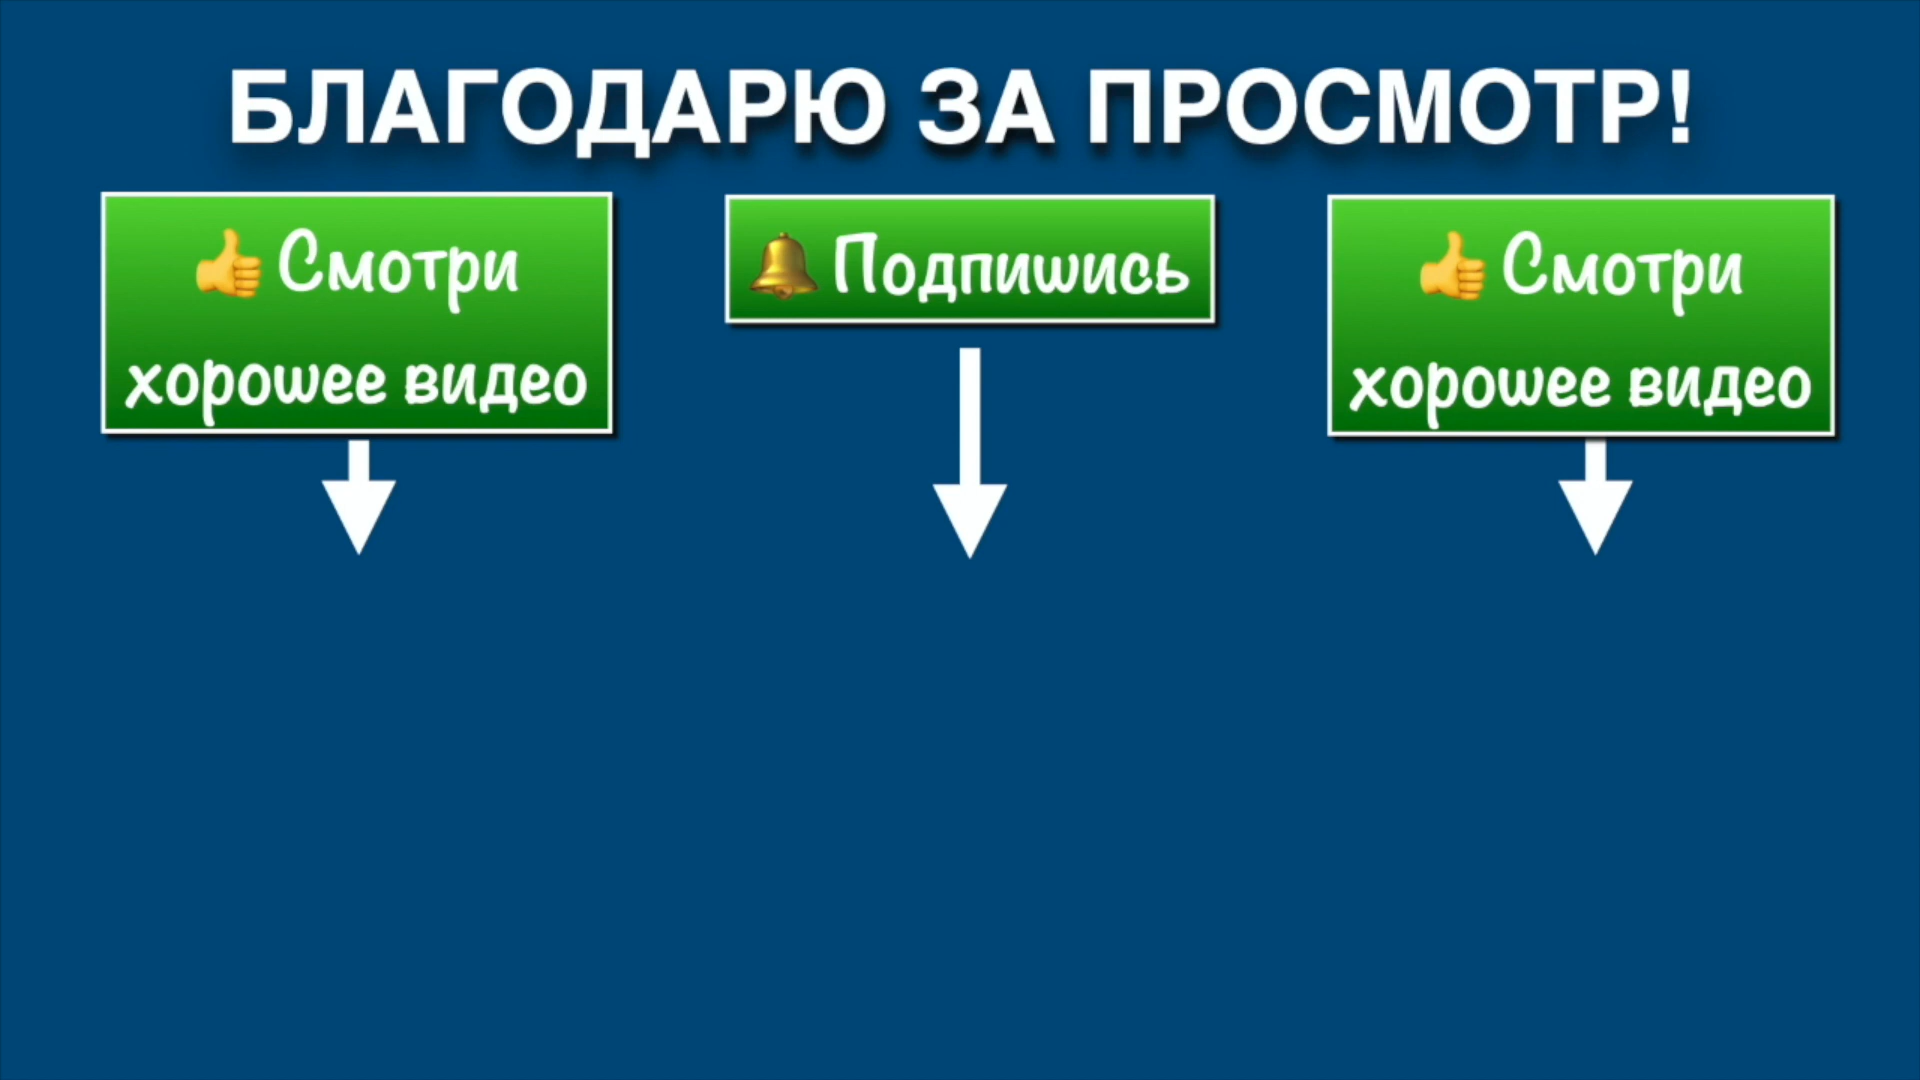 БЛАГОДАРЮ ЗА ПРОСМОТР!
👍 Смотри
хорошее видео
🔔 Подпишись
👍 Смотри
хорошее видео